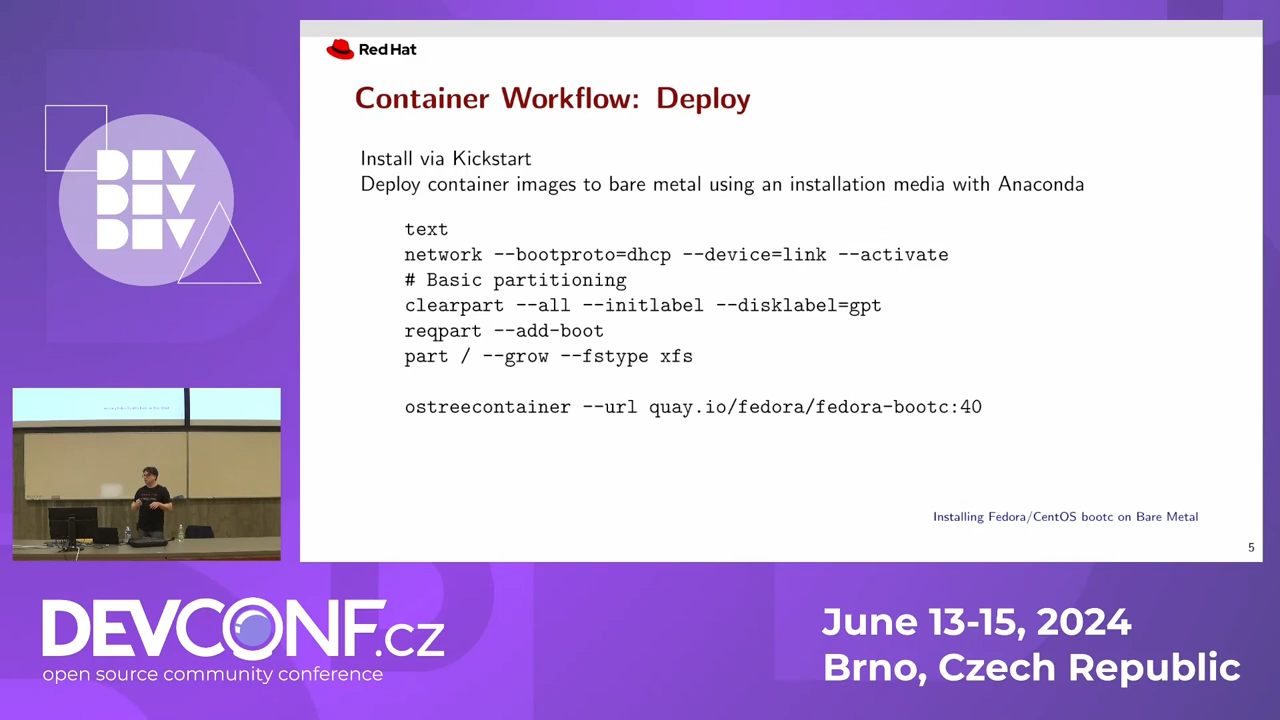 Red Hat
Container Workflow: Deploy
Install via Kickstart
Deploy container images to bare metal using an installation media with Anaconda
text
network --bootproto=dhcp --device=link --activate
# Basic partitioning
clearpart --all --initlabel --disklabel=gpt
reqpart --add-boot
part / --grow --fstype xfs
ostreecontainer --url quay.io/fedora/fedora-bootc:40
Installing Fedora/CentOS bootc on Bare Metal
5
DEV
DEV
DEV
DEVCONF.cz
open source community conference
June 13-15, 2024
Brno, Czech Republic